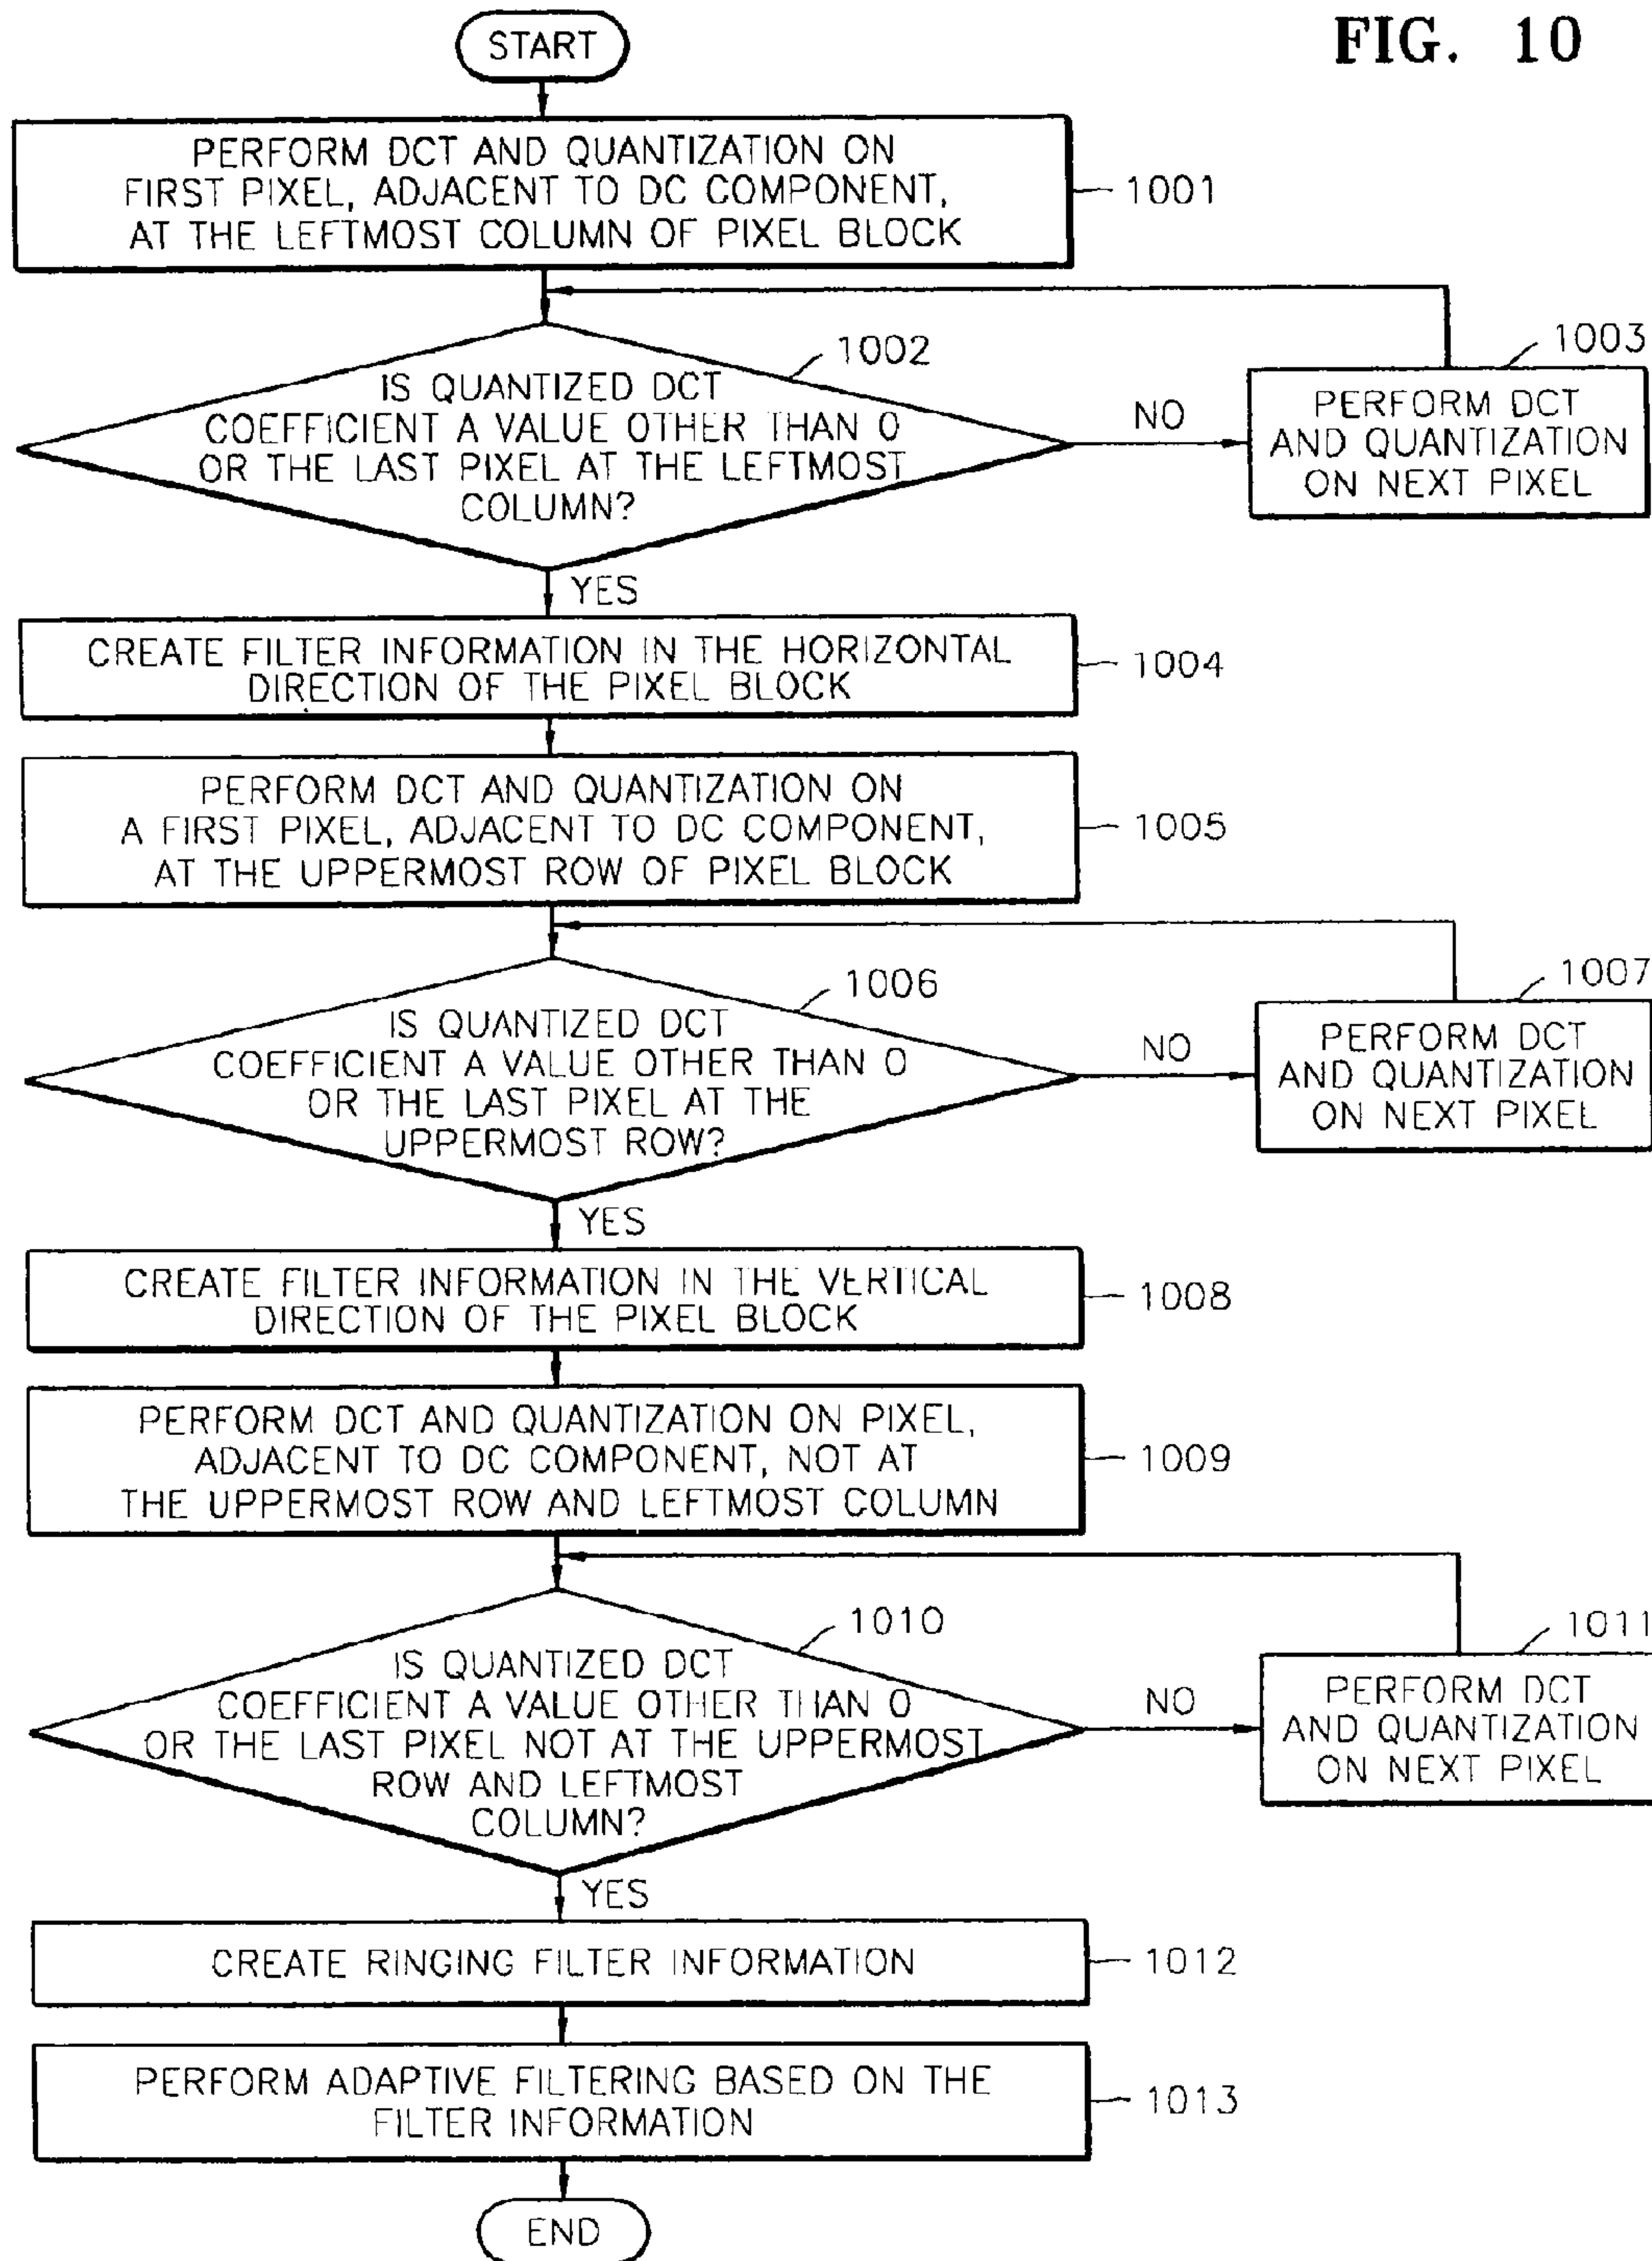 FIG. 10
START
PERFORM DCT AND QUANTIZATION ON
FIRST PIXEL, ADJACENT TO DC COMPONENT,
AT THE LEFTMOST COLUMN OF PIXEL BLOCK
1001
1002
IS QUANTIZED DCT
COEFFICIENT A VALUE OTHER THAN 0
OR THE LAST PIXEL AT THE LEFTMOST
COLUMN?
NO
1003
PERFORM DCT
AND QUANTIZATION
ON NEXT PIXEL
YES
CREATE FILTER INFORMATION IN THE HORIZONTAL
DIRECTION OF THE PIXEL BLOCK
1004
PERFORM DCT AND QUANTIZATION ON
A FIRST PIXEL, ADJACENT TO DC COMPONENT,
AT THE UPPERMOST ROW OF PIXEL BLOCK
1005
1006
IS QUANTIZED DCT
COEFFICIENT A VALUE OTHER THAN 0
OR THE LAST PIXEL AT THE
UPPERMOST ROW?
NO
1007
PERFORM DCT
AND QUANTIZATION
ON NEXT PIXEL
YES
CREATE FILTER INFORMATION IN THE VERTICAL
DIRECTION OF THE PIXEL BLOCK
1008
PERFORM DCT AND QUANTIZATION ON PIXEL,
ADJACENT TO DC COMPONENT, NOT AT
THE UPPERMOST ROW AND LEFTMOST COLUMN
1009
1010
IS QUANTIZED DCT
COEFFICIENT A VALUE OTHER THAN 0
OR THE LAST PIXEL NOT AT THE UPPERMOST
ROW AND LEFTMOST
COLUMN?
NO
1011
PERFORM DCT
AND QUANTIZATION
ON NEXT PIXEL
YES
CREATE RINGING FILTER INFORMATION
1012
PERFORM ADAPTIVE FILTERING BASED ON THE
FILTER INFORMATION
1013
END